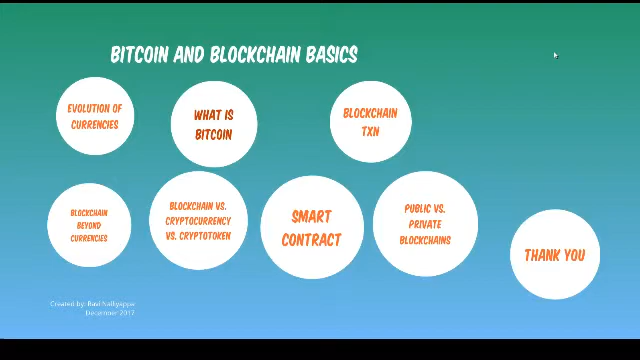 BITCOIN AND BLOCKCHAIN BASICS
EVOLUTION OF
CURRENCIES
WHAT IS
BITCOIN
BLOCKCHAIN
TXN
BLOCKCHAIN
BEYOND
CURRENCIES
BLOCKCHAIN VS.
CRYPTOCURRENCY
VS. CRYPTOTOKEN
SMART
CONTRACT
PUBLIC VS.
PRIVATE
BLOCKCHAINS
THANK YOU
Created by: Ravi
December 2017